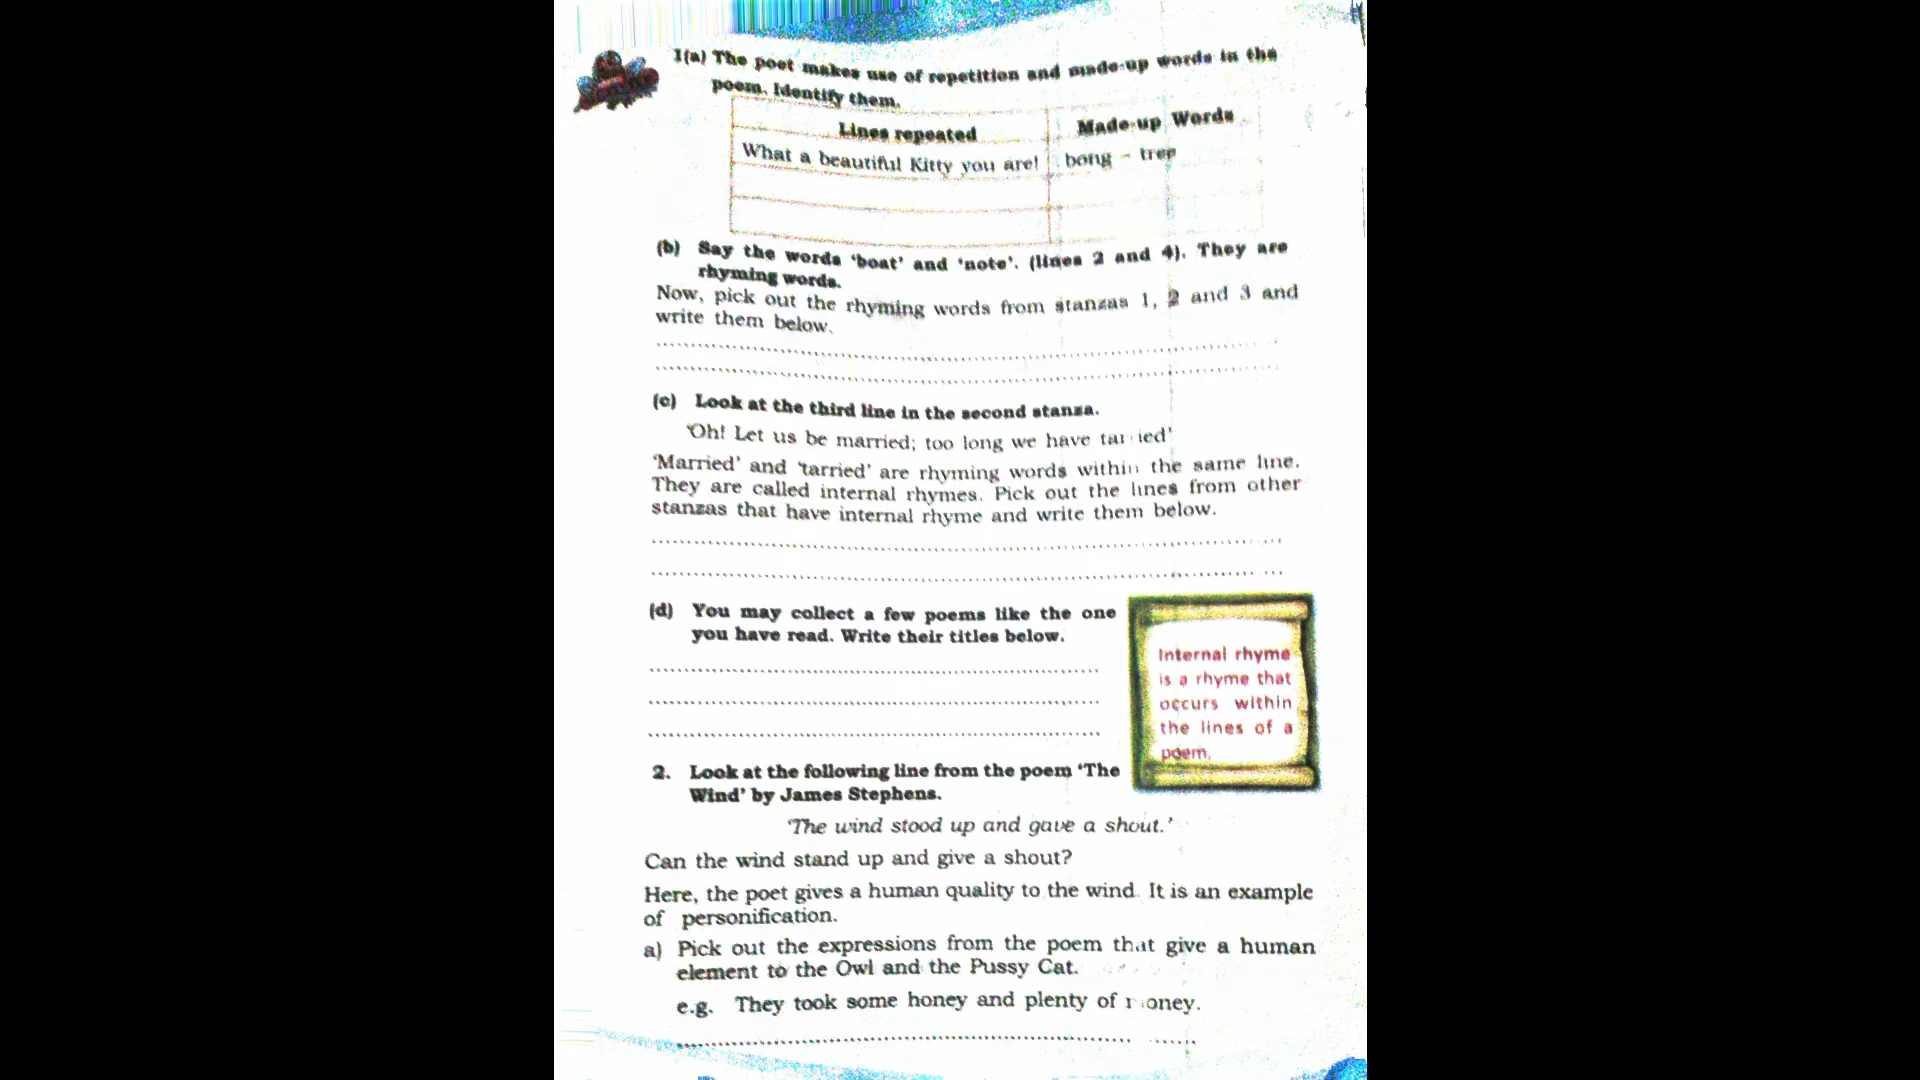 1(a) The poet makes use of repetition and made-up words in the
poem. Identify them.
Lines repeated Made-up Words
What a beautiful Kitty you are! bong - tree
(b) Say the words 'boat' and 'note'. (lines 2 and 4). They are
rhyming words.
Now, pick out the rhyming words from stanzas 1, 2 and 3 and
write them below.
(c) Look at the third line in the second stanza.
'Oh! Let us be married; too long we have tarried'
'Married' and 'tarried' are rhyming words within the same line.
They are called internal rhymes. Pick out the lines from other
stanzas that have internal rhyme and write them below.
(d) You may collect a few poems like the one
you have read. Write their titles below.
Internal rhyme
is a rhyme that
occurs within
the lines of a
poem.
2. Look at the following line from the poem 'The
Wind' by James Stephens.
'The wind stood up and gave a shout.'
Can the wind stand up and give a shout?
Here, the poet gives a human quality to the wind. It is an example
of personification.
a) Pick out the expressions from the poem that give a human
element to the Owl and the Pussy Cat.
e.g. They took some honey and plenty of money.